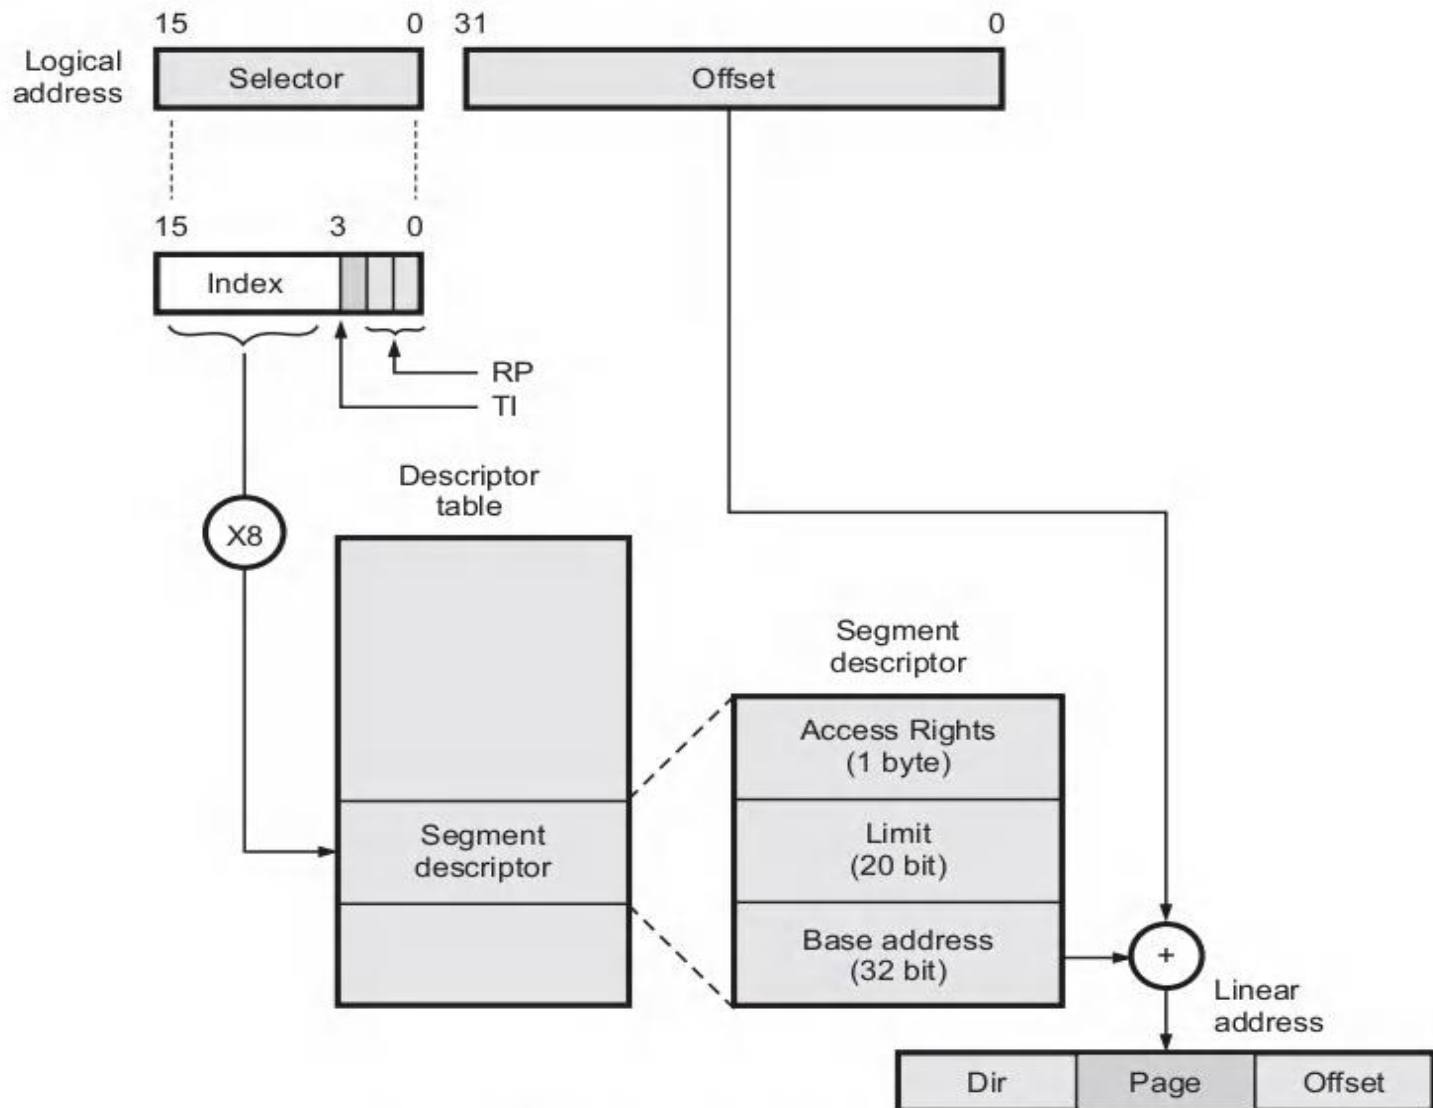 15 0 31 0
Logical
address
Selector
Offset
15 3 0
Index
RP
TI
Descriptor
table
X8
Segment
descriptor
Segment
descriptor
Access Rights
(1 byte)
Limit
(20 bit)
Base address
(32 bit)
+
Linear
address
Dir Page Offset